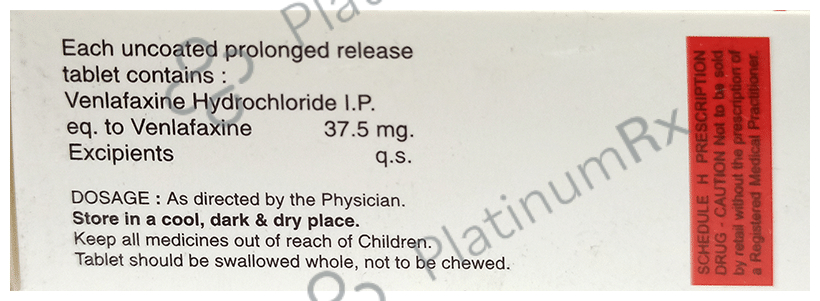 Each uncoated prolonged release
tablet contains :
Venlafaxine Hydrochloride I.P.
eq. to Venlafaxine 37.5 mg.
Excipients q.s.
DOSAGE : As directed by the Physician.
Store in a cool, dark & dry place.
Keep all medicines out of reach of Children.
Tablet should be swallowed whole, not to be chewed.
SCHEDULE H PRESCRIPTION
DRUG - CAUTION Not to be sold
by retail without the prescription of
a Registered Medical Practitioner.
PlatinumRx
Platin